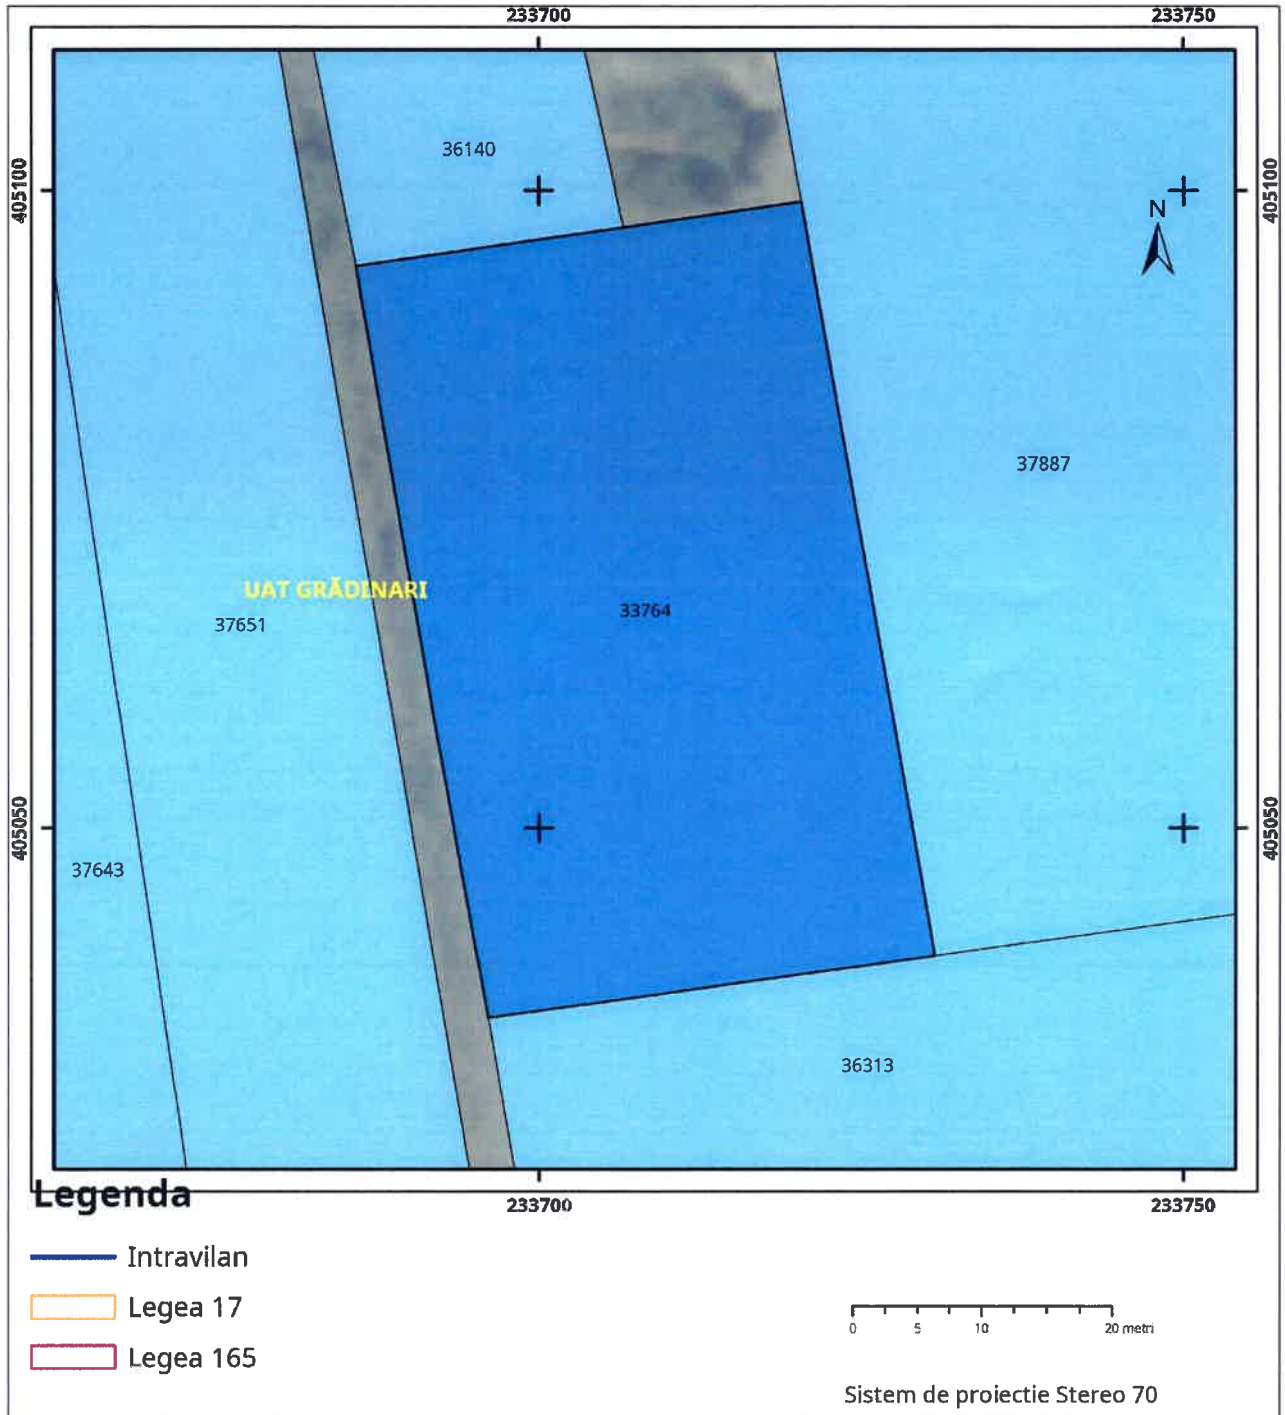 233700 233750
36140
405100 405100
N
37887
UAT GRĂDINARI
33764
37651
405050 405050
37643
36313
Legenda
233700 233750
Intravilan
Legea 17
Legea 165
0 5 10 20 metri
Sistem de proiectie Stereo 70